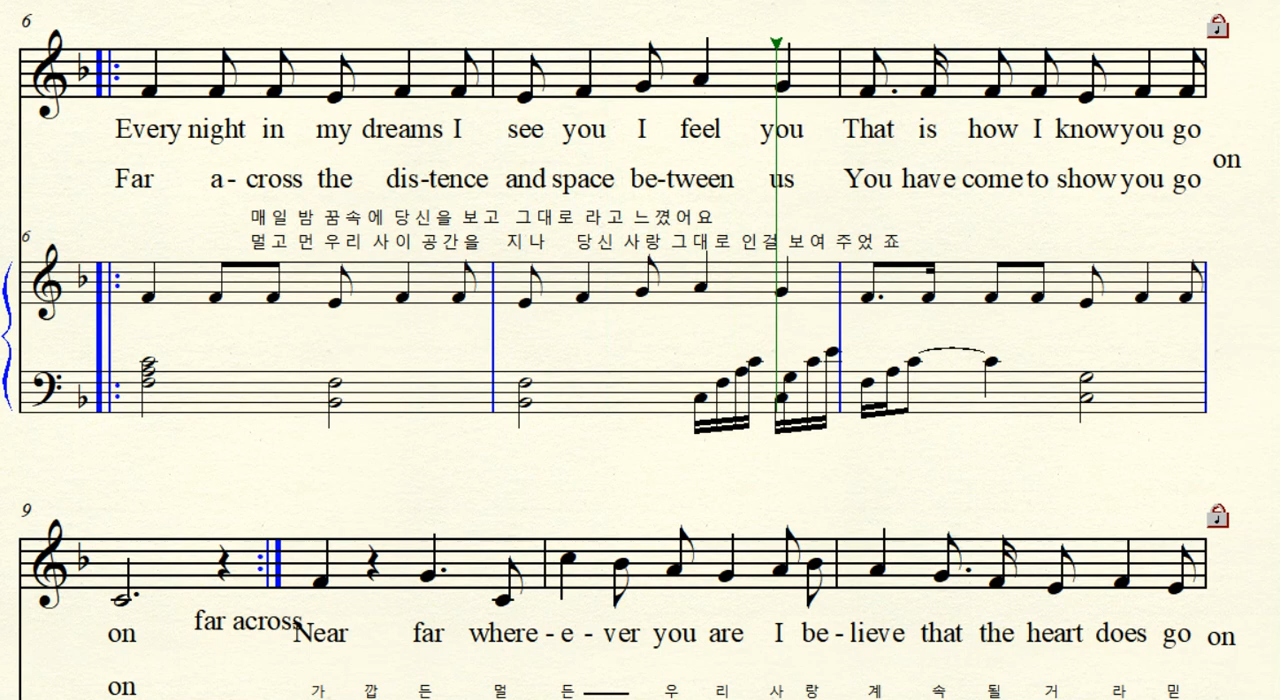 6
Every night in my dreams I see you I feel you That is how I know you go
on
Far a - cross the dis - tence and space be - tween us You have come to show you go
매일 밤 꿈속에 당신을 보고 그대로 라고 느꼈어요
6
멀고 먼 우리 사이 공간을 지나 당신 사랑 그대로 인걸 보여 주었 죠
9
far across
on Near far where - e - ver you are I be - lieve that the heart does go on
on 가 깝 든 멀 든 우 리 사 랑 계 속 될 거 라 믿